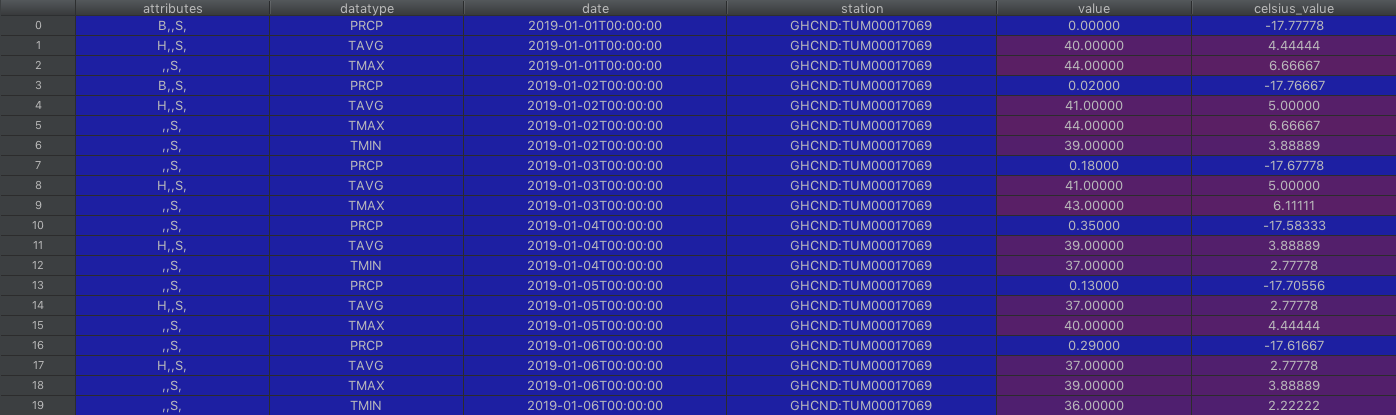 attributes datatype date station value celsius_value
0 B,,S, PRCP 2019-01-01T00:00:00 GHCND:TUM00017069 0.00000 -17.77778
1 H,,S, TAVG 2019-01-01T00:00:00 GHCND:TUM00017069 40.00000 4.44444
2 ,,S, TMAX 2019-01-01T00:00:00 GHCND:TUM00017069 44.00000 6.66667
3 B,,S, PRCP 2019-01-02T00:00:00 GHCND:TUM00017069 0.02000 -17.76667
4 H,,S, TAVG 2019-01-02T00:00:00 GHCND:TUM00017069 41.00000 5.00000
5 ,,S, TMAX 2019-01-02T00:00:00 GHCND:TUM00017069 44.00000 6.66667
6 ,,S, TMIN 2019-01-02T00:00:00 GHCND:TUM00017069 39.00000 3.88889
7 ,,S, PRCP 2019-01-03T00:00:00 GHCND:TUM00017069 0.18000 -17.67778
8 H,,S, TAVG 2019-01-03T00:00:00 GHCND:TUM00017069 41.00000 5.00000
9 ,,S, TMAX 2019-01-03T00:00:00 GHCND:TUM00017069 43.00000 6.11111
10 ,,S, PRCP 2019-01-04T00:00:00 GHCND:TUM00017069 0.35000 -17.58333
11 H,,S, TAVG 2019-01-04T00:00:00 GHCND:TUM00017069 39.00000 3.88889
12 ,,S, TMIN 2019-01-04T00:00:00 GHCND:TUM00017069 37.00000 2.77778
13 ,,S, PRCP 2019-01-05T00:00:00 GHCND:TUM00017069 0.13000 -17.70556
14 H,,S, TAVG 2019-01-05T00:00:00 GHCND:TUM00017069 37.00000 2.77778
15 ,,S, TMAX 2019-01-05T00:00:00 GHCND:TUM00017069 40.00000 4.44444
16 ,,S, PRCP 2019-01-06T00:00:00 GHCND:TUM00017069 0.29000 -17.61667
17 H,,S, TAVG 2019-01-06T00:00:00 GHCND:TUM00017069 37.00000 2.77778
18 ,,S, TMAX 2019-01-06T00:00:00 GHCND:TUM00017069 39.00000 3.88889
19 ,,S, TMIN 2019-01-06T00:00:00 GHCND:TUM00017069 36.00000 2.22222